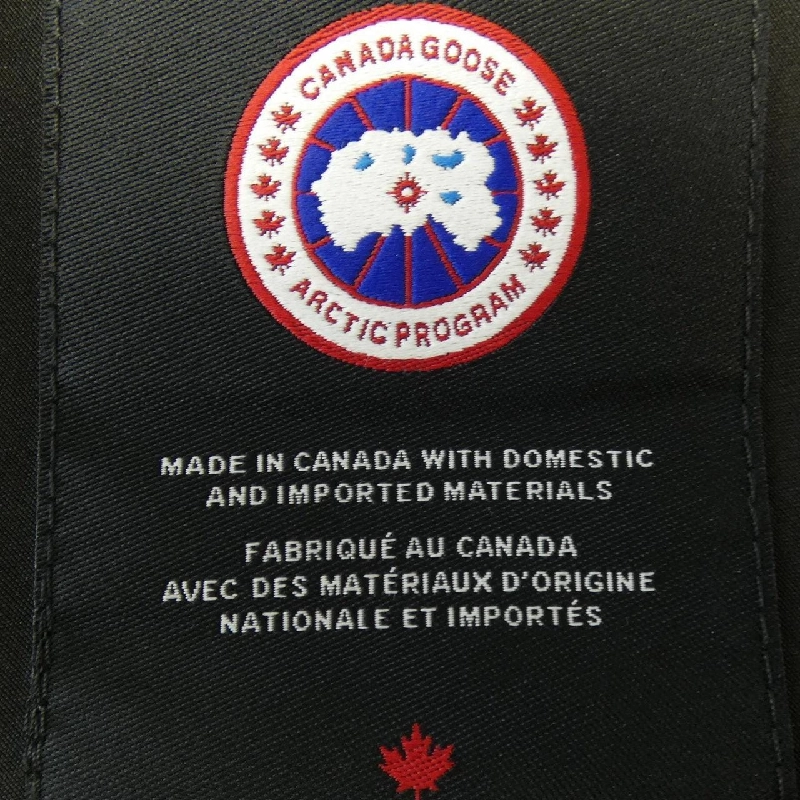 CANADA GOOSE
ARCTIC PROGRAM
MADE IN CANADA WITH DOMESTIC
AND IMPORTED MATERIALS
FABRIQUÉ AU CANADA
AVEC DES MATÉRIAUX D'ORIGINE
NATIONALE ET IMPORTÉS